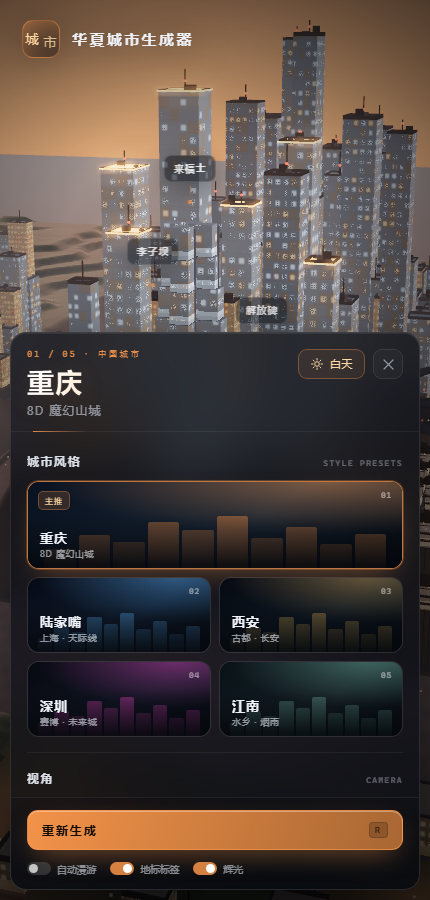 城市
华夏城市生成器
来福士
李子坝
解放碑
01 / 05 · 中国城市
重庆
8D 魔幻山城
白天
城市风格
STYLE PRESETS
主推
01
重庆
8D 魔幻山城
02
陆家嘴
上海 · 天际线
03
西安
古都 · 长安
04
深圳
赛博 · 未来城
05
江南
水乡 · 烟雨
视角
CAMERA
重新生成
R
自动漫游
地标标签
辉光